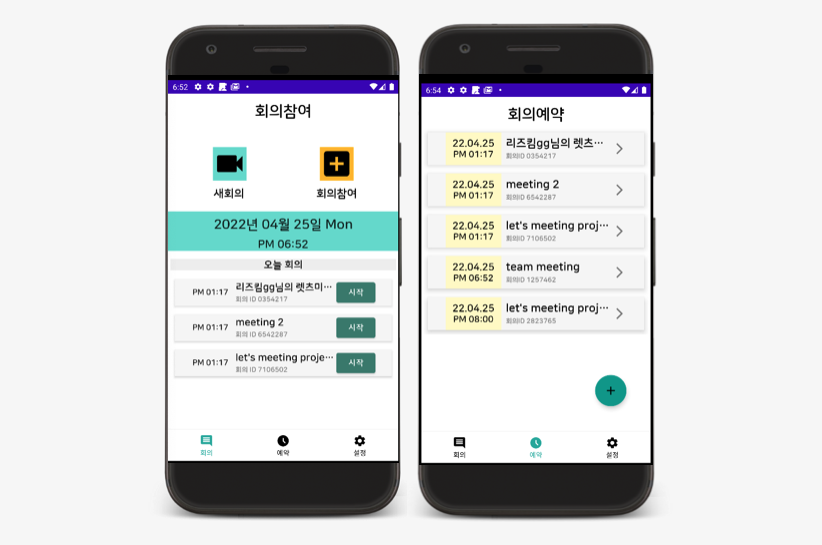 6:52
회의참여
새회의
회의참여
2022년 04월 25일 Mon
PM 06:52
오늘 회의
PM 01:17
리즈킴gg님의 렛츠미···
회의 ID 0354217
시작
PM 01:17
meeting 2
회의 ID 6542287
시작
PM 01:17
let's meeting proje···
회의 ID 7106502
시작
회의
예약
설정
6:54
회의예약
22.04.25
PM 01:17
리즈킴gg님의 렛츠···
회의ID 0354217
22.04.25
PM 01:17
meeting 2
회의ID 6542287
22.04.25
PM 01:17
let's meeting proj···
회의ID 7106502
22.04.25
PM 06:52
team meeting
회의ID 1257462
22.04.25
PM 08:00
let's meeting proj···
회의ID 2823765
회의
예약
설정